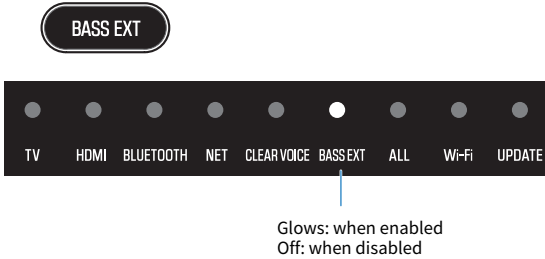 BASS EXT
TV HDMI BLUETOOTH NET CLEAR VOICE BASS EXT ALL Wi-Fi UPDATE
Glows: when enabled
Off: when disabled